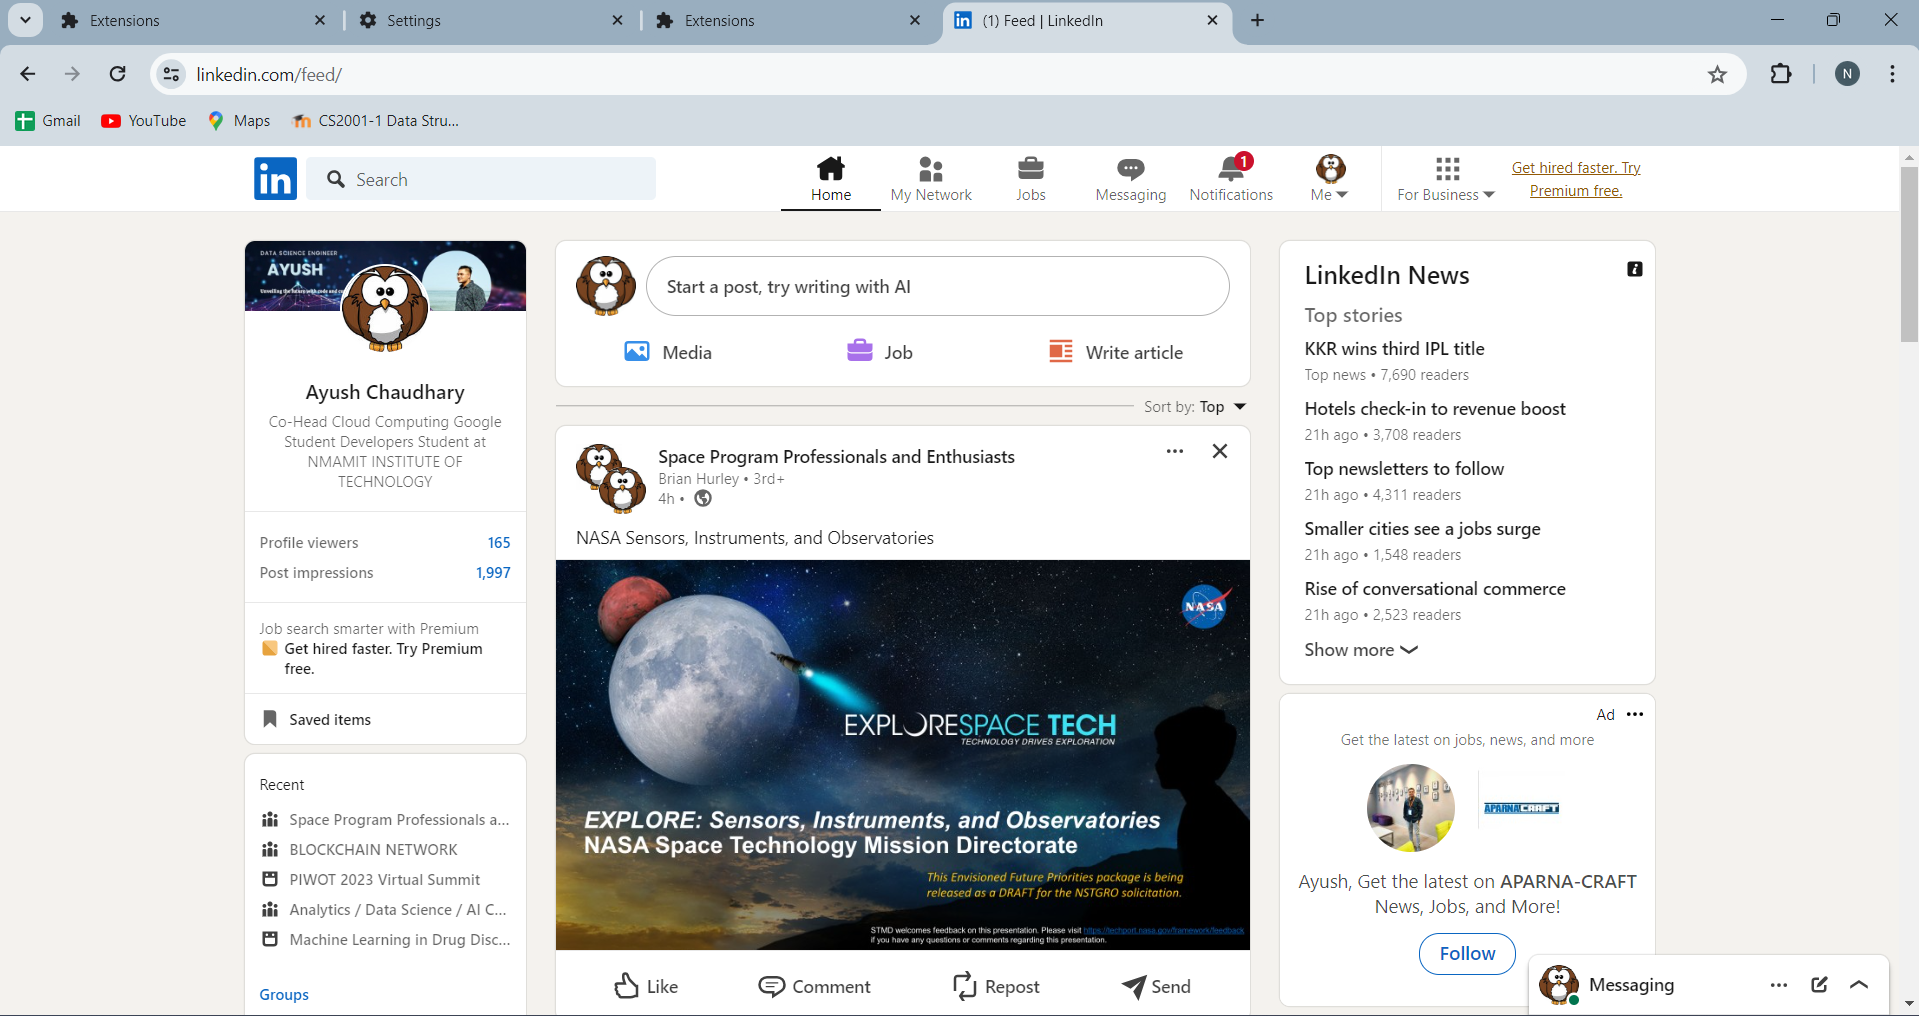 Extensions
Settings
Extensions
(1) Feed | LinkedIn
linkedin.com/feed/
N
Gmail
YouTube
Maps
CS2001-1 Data Stru...
in
Search
Home
My Network
Jobs
Messaging
1
Notifications
Me
For Business
Get hired faster. Try
Premium free.
DATA SCIENCE ENGINEER
AYUSH
Ayush Chaudhary
Co-Head Cloud Computing Google
Student Developers Student at
NMAMIT INSTITUTE OF
TECHNOLOGY
Profile viewers 165
Post impressions 1,997
Job search smarter with Premium
Get hired faster. Try Premium
free.
Saved items
Recent
Space Program Professionals a...
BLOCKCHAIN NETWORK
PIWOT 2023 Virtual Summit
Analytics / Data Science / AI C...
Machine Learning in Drug Disc...
Groups
Start a post, try writing with AI
Media
Job
Write article
Sort by: Top
Space Program Professionals and Enthusiasts
Brian Hurley • 3rd+
4h •
NASA Sensors, Instruments, and Observatories
NASA
EXPLORESPACE TECH
TECHNOLOGY DRIVES EXPLORATION
EXPLORE: Sensors, Instruments, and Observatories
NASA Space Technology Mission Directorate
This Envisioned Future Priorities package is being
released as a DRAFT for the NSTGRO solicitation.
STMD welcomes feedback on this presentation. Please visit https://techport.nasa.gov/framework/feedback
if you have any questions or comments regarding this presentation.
Like
Comment
Repost
Send
LinkedIn News
Top stories
KKR wins third IPL title
Top news • 7,690 readers
Hotels check-in to revenue boost
21h ago • 3,708 readers
Top newsletters to follow
21h ago • 4,311 readers
Smaller cities see a jobs surge
21h ago • 1,548 readers
Rise of conversational commerce
21h ago • 2,523 readers
Show more
Ad
Get the latest on jobs, news, and more
APARNACRAFT
Ayush, Get the latest on APARNA-CRAFT
News, Jobs, and More!
Follow
Messaging